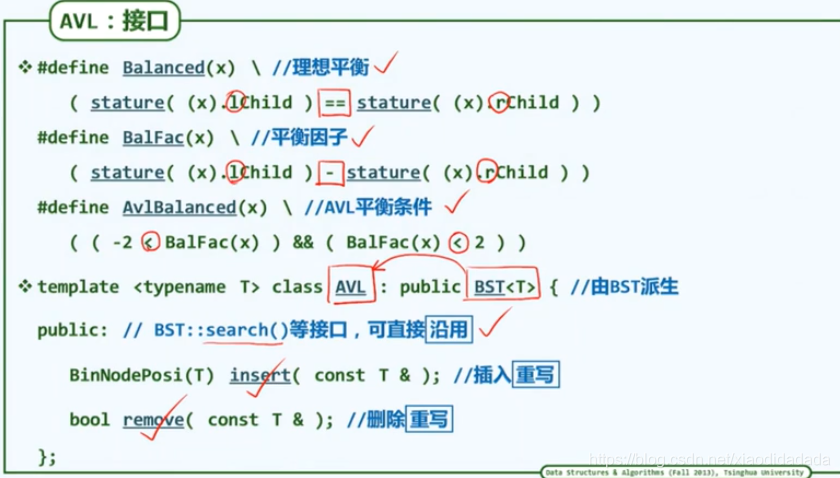 AVL：接口
❖ #define Balanced(x) \ //理想平衡
( stature( (x).lChild ) == stature( (x).rChild ) )
#define BalFac(x) \ //平衡因子
( stature( (x).lChild ) - stature( (x).rChild ) )
#define AvlBalanced(x) \ //AVL平衡条件
( ( -2 < BalFac(x) ) && ( BalFac(x) < 2 ) )
❖ template <typename T> class AVL : public BST<T> { //由BST派生
public: // BST::search()等接口，可直接沿用
BinNodePosi(T) insert( const T & ); //插入重写
bool remove( const T & ); //删除重写
};
https://blog.csdn.net/xiaodidadada
Data Structures & Algorithms (Fall 2013), Tsinghua University